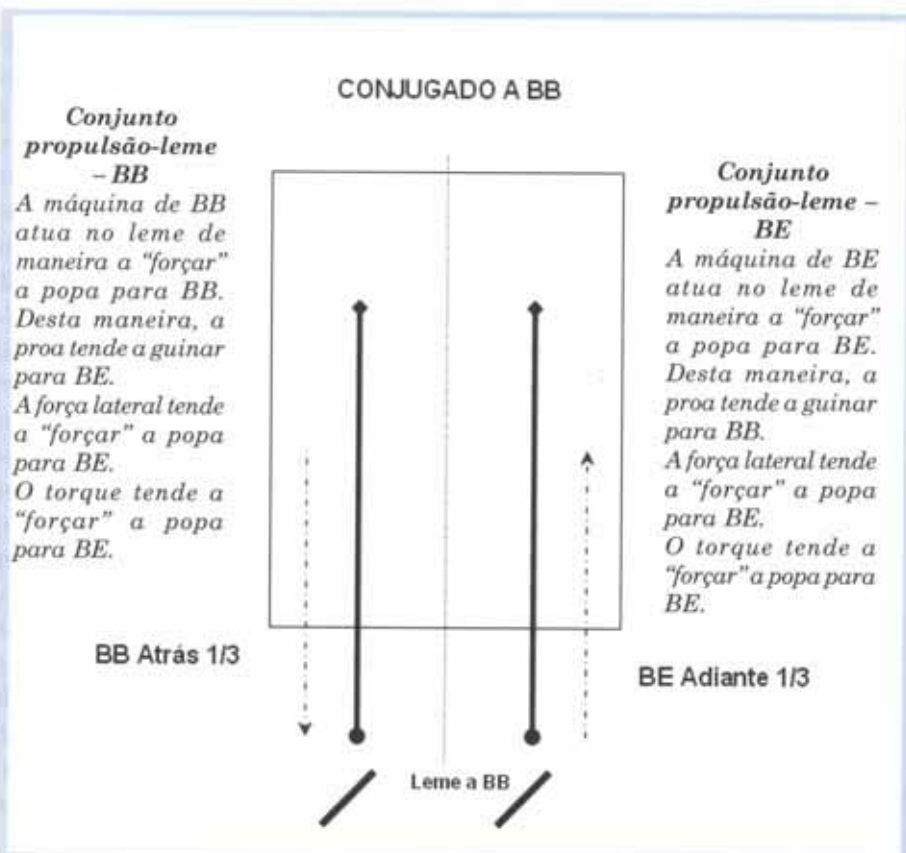 CONJUGADO A BB
Conjunto
propulsão-leme
– BB
A máquina de BB
atua no leme de
maneira a “forçar”
a popa para BB.
Desta maneira, a
proa tende a guinar
para BE.
A força lateral tende
a “forçar” a popa
para BE.
O torque tende a
“forçar” a popa
para BE.
Conjunto
propulsão-leme –
BE
A máquina de BE
atua no leme de
maneira a “forçar”
a popa para BE.
Desta maneira, a
proa tende a guinar
para BB.
A força lateral tende
a “forçar” a popa
para BE.
O torque tende a
“forçar” a popa para
BE.
BB Atrás 1/3
BE Adiante 1/3
Leme a BB